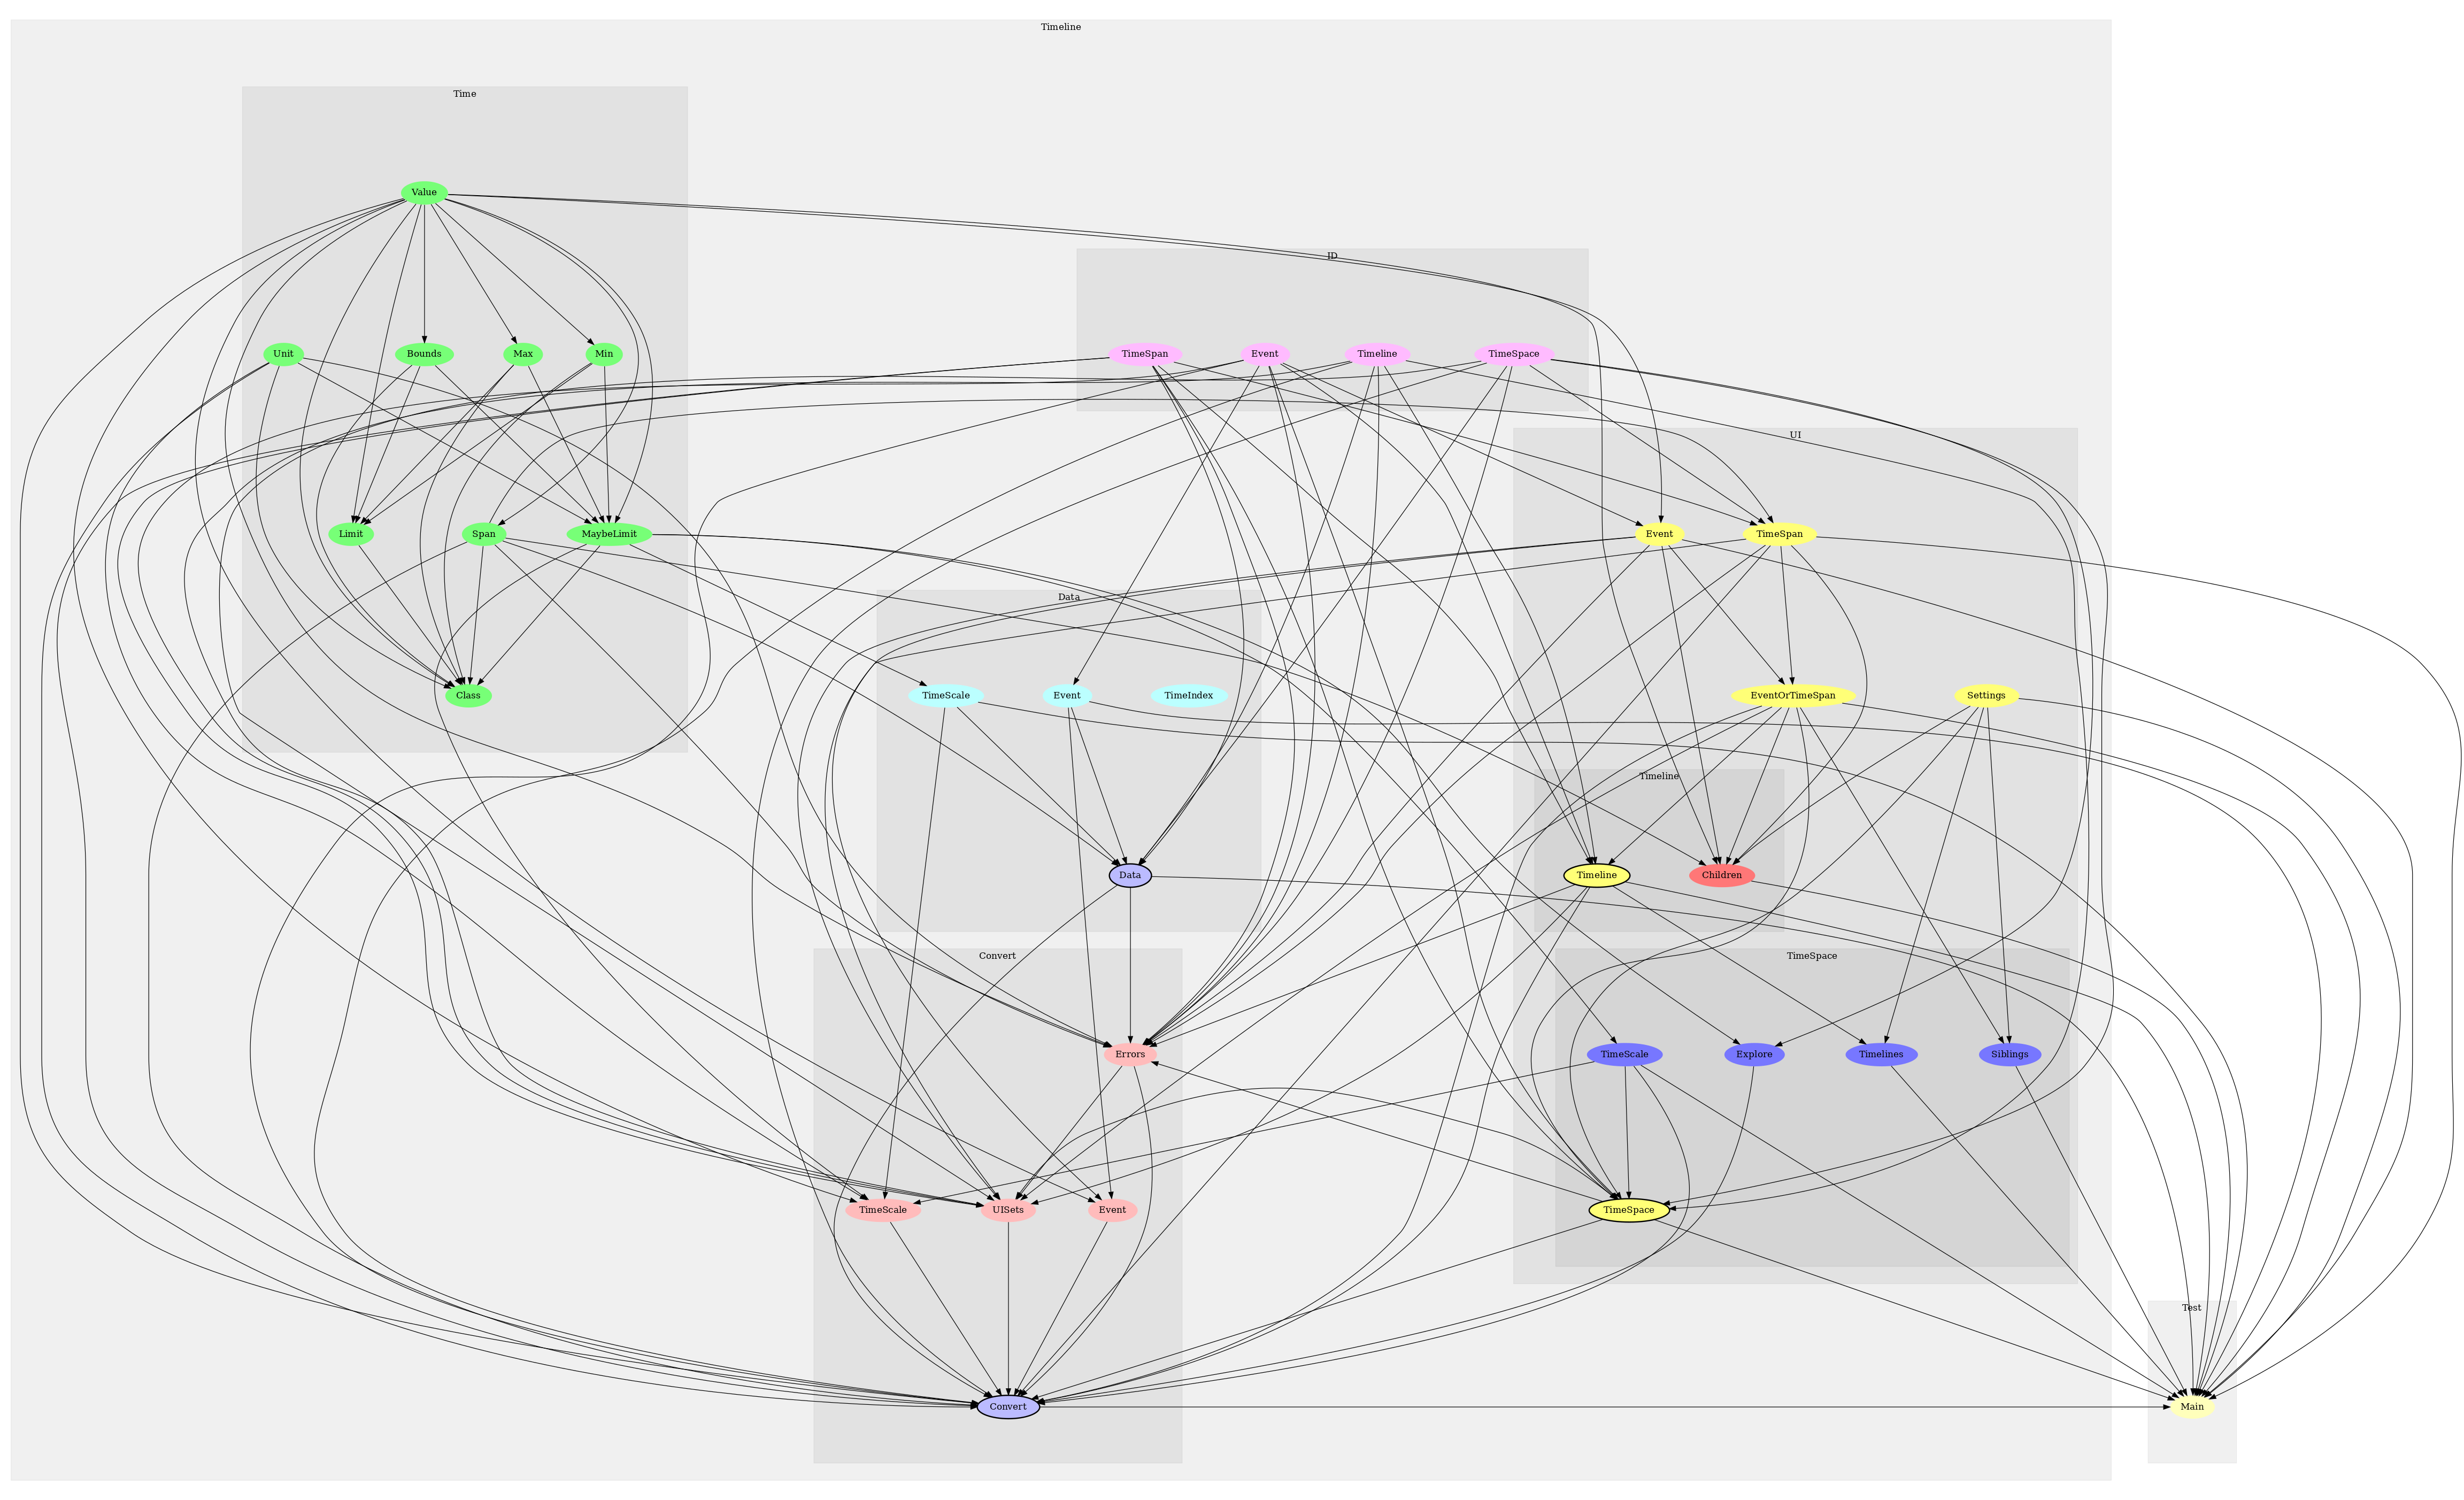 Timeline
Time
Value
ID
Unit
Bounds
Max
Min
TimeSpan
Event
Timeline
TimeSpace
UI
Limit
Span
MaybeLimit
Event
TimeSpan
Data
Class
TimeScale
Event
TimeIndex
EventOrTimeSpan
Settings
Timeline
Data
Timeline
Children
Convert
TimeSpace
Errors
TimeScale
Explore
Timelines
Siblings
TimeScale
UISets
Event
TimeSpace
Test
Convert
Main